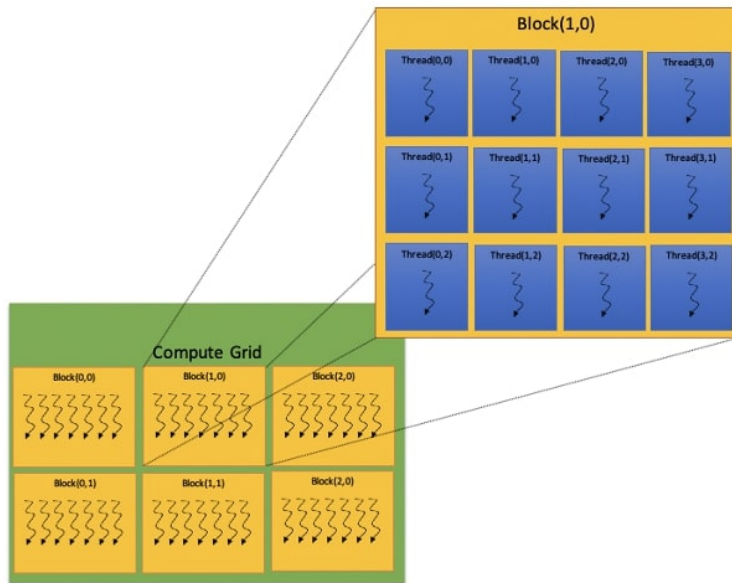 Block(1,0)
Thread(0,0) Thread(1,0) Thread(2,0) Thread(3,0)
Thread(0,1) Thread(1,1) Thread(2,1) Thread(3,1)
Thread(0,2) Thread(1,2) Thread(2,2) Thread(3,2)
Compute Grid
Block(0,0) Block(1,0) Block(2,0)
Block(0,1) Block(1,1) Block(2,0)